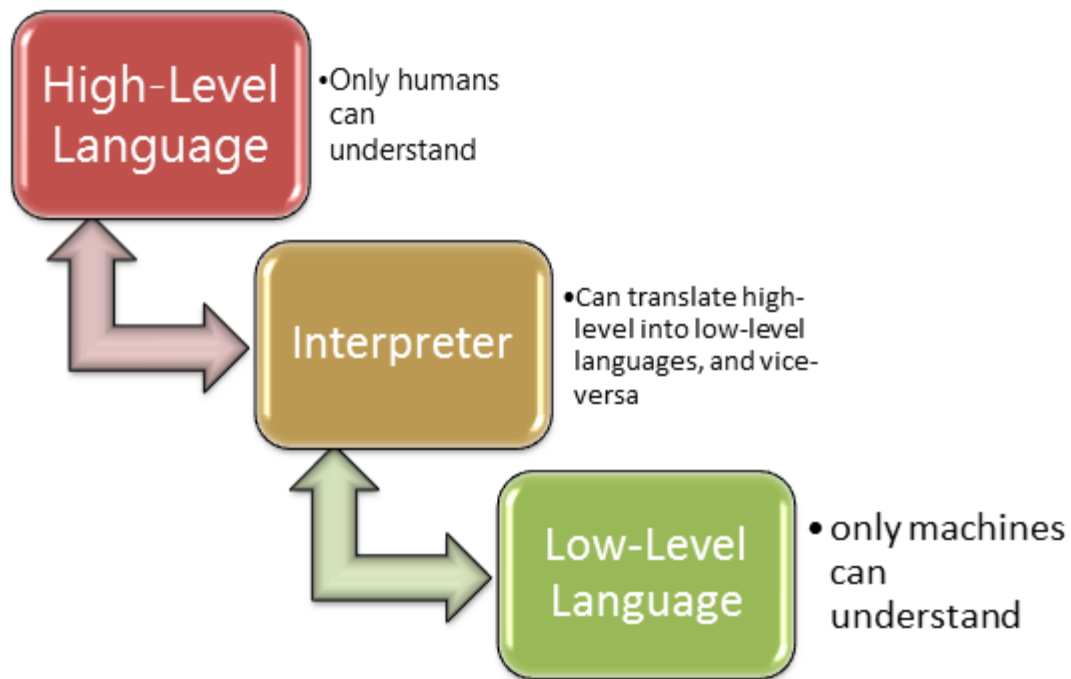 High-Level
Language
•Only humans
can
understand
Interpreter
•Can translate high-
level into low-level
languages, and vice-
versa
Low-Level
Language
• only machines
can
understand